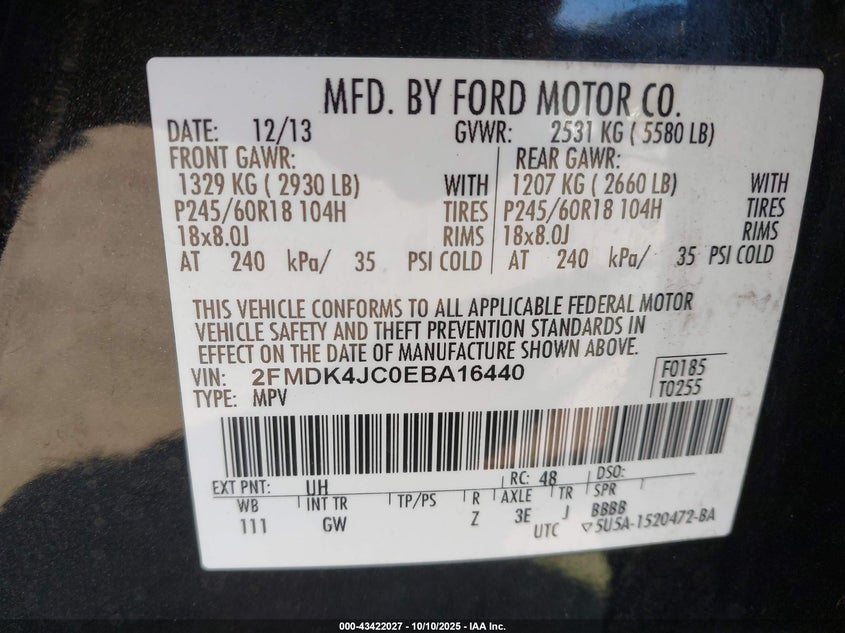 MFD. BY FORD MOTOR CO.
DATE: 12/13 GVWR: 2531 KG ( 5580 LB)
FRONT GAWR: REAR GAWR:
1329 KG ( 2930 LB) WITH 1207 KG ( 2660 LB) WITH
P245/60R18 104H TIRES P245/60R18 104H TIRES
18x8.0J RIMS 18x8.0J RIMS
AT 240 kPa/ 35 PSI COLD AT 240 kPa/ 35 PSI COLD
THIS VEHICLE CONFORMS TO ALL APPLICABLE FEDERAL MOTOR
VEHICLE SAFETY AND THEFT PREVENTION STANDARDS IN
EFFECT ON THE DATE OF MANUFACTURE SHOWN ABOVE.
VIN: 2FMDK4JC0EBA16440 F0185
TYPE: MPV T0255
EXT PNT: UH RC: 48 DSO:
WB INT TR TP/PS R AXLE TR SPR
111 GW Z 3E J BBBB
UTC ▽5U5A-1520472-BA
000-43422027 - 10/10/2025 - IAA Inc.